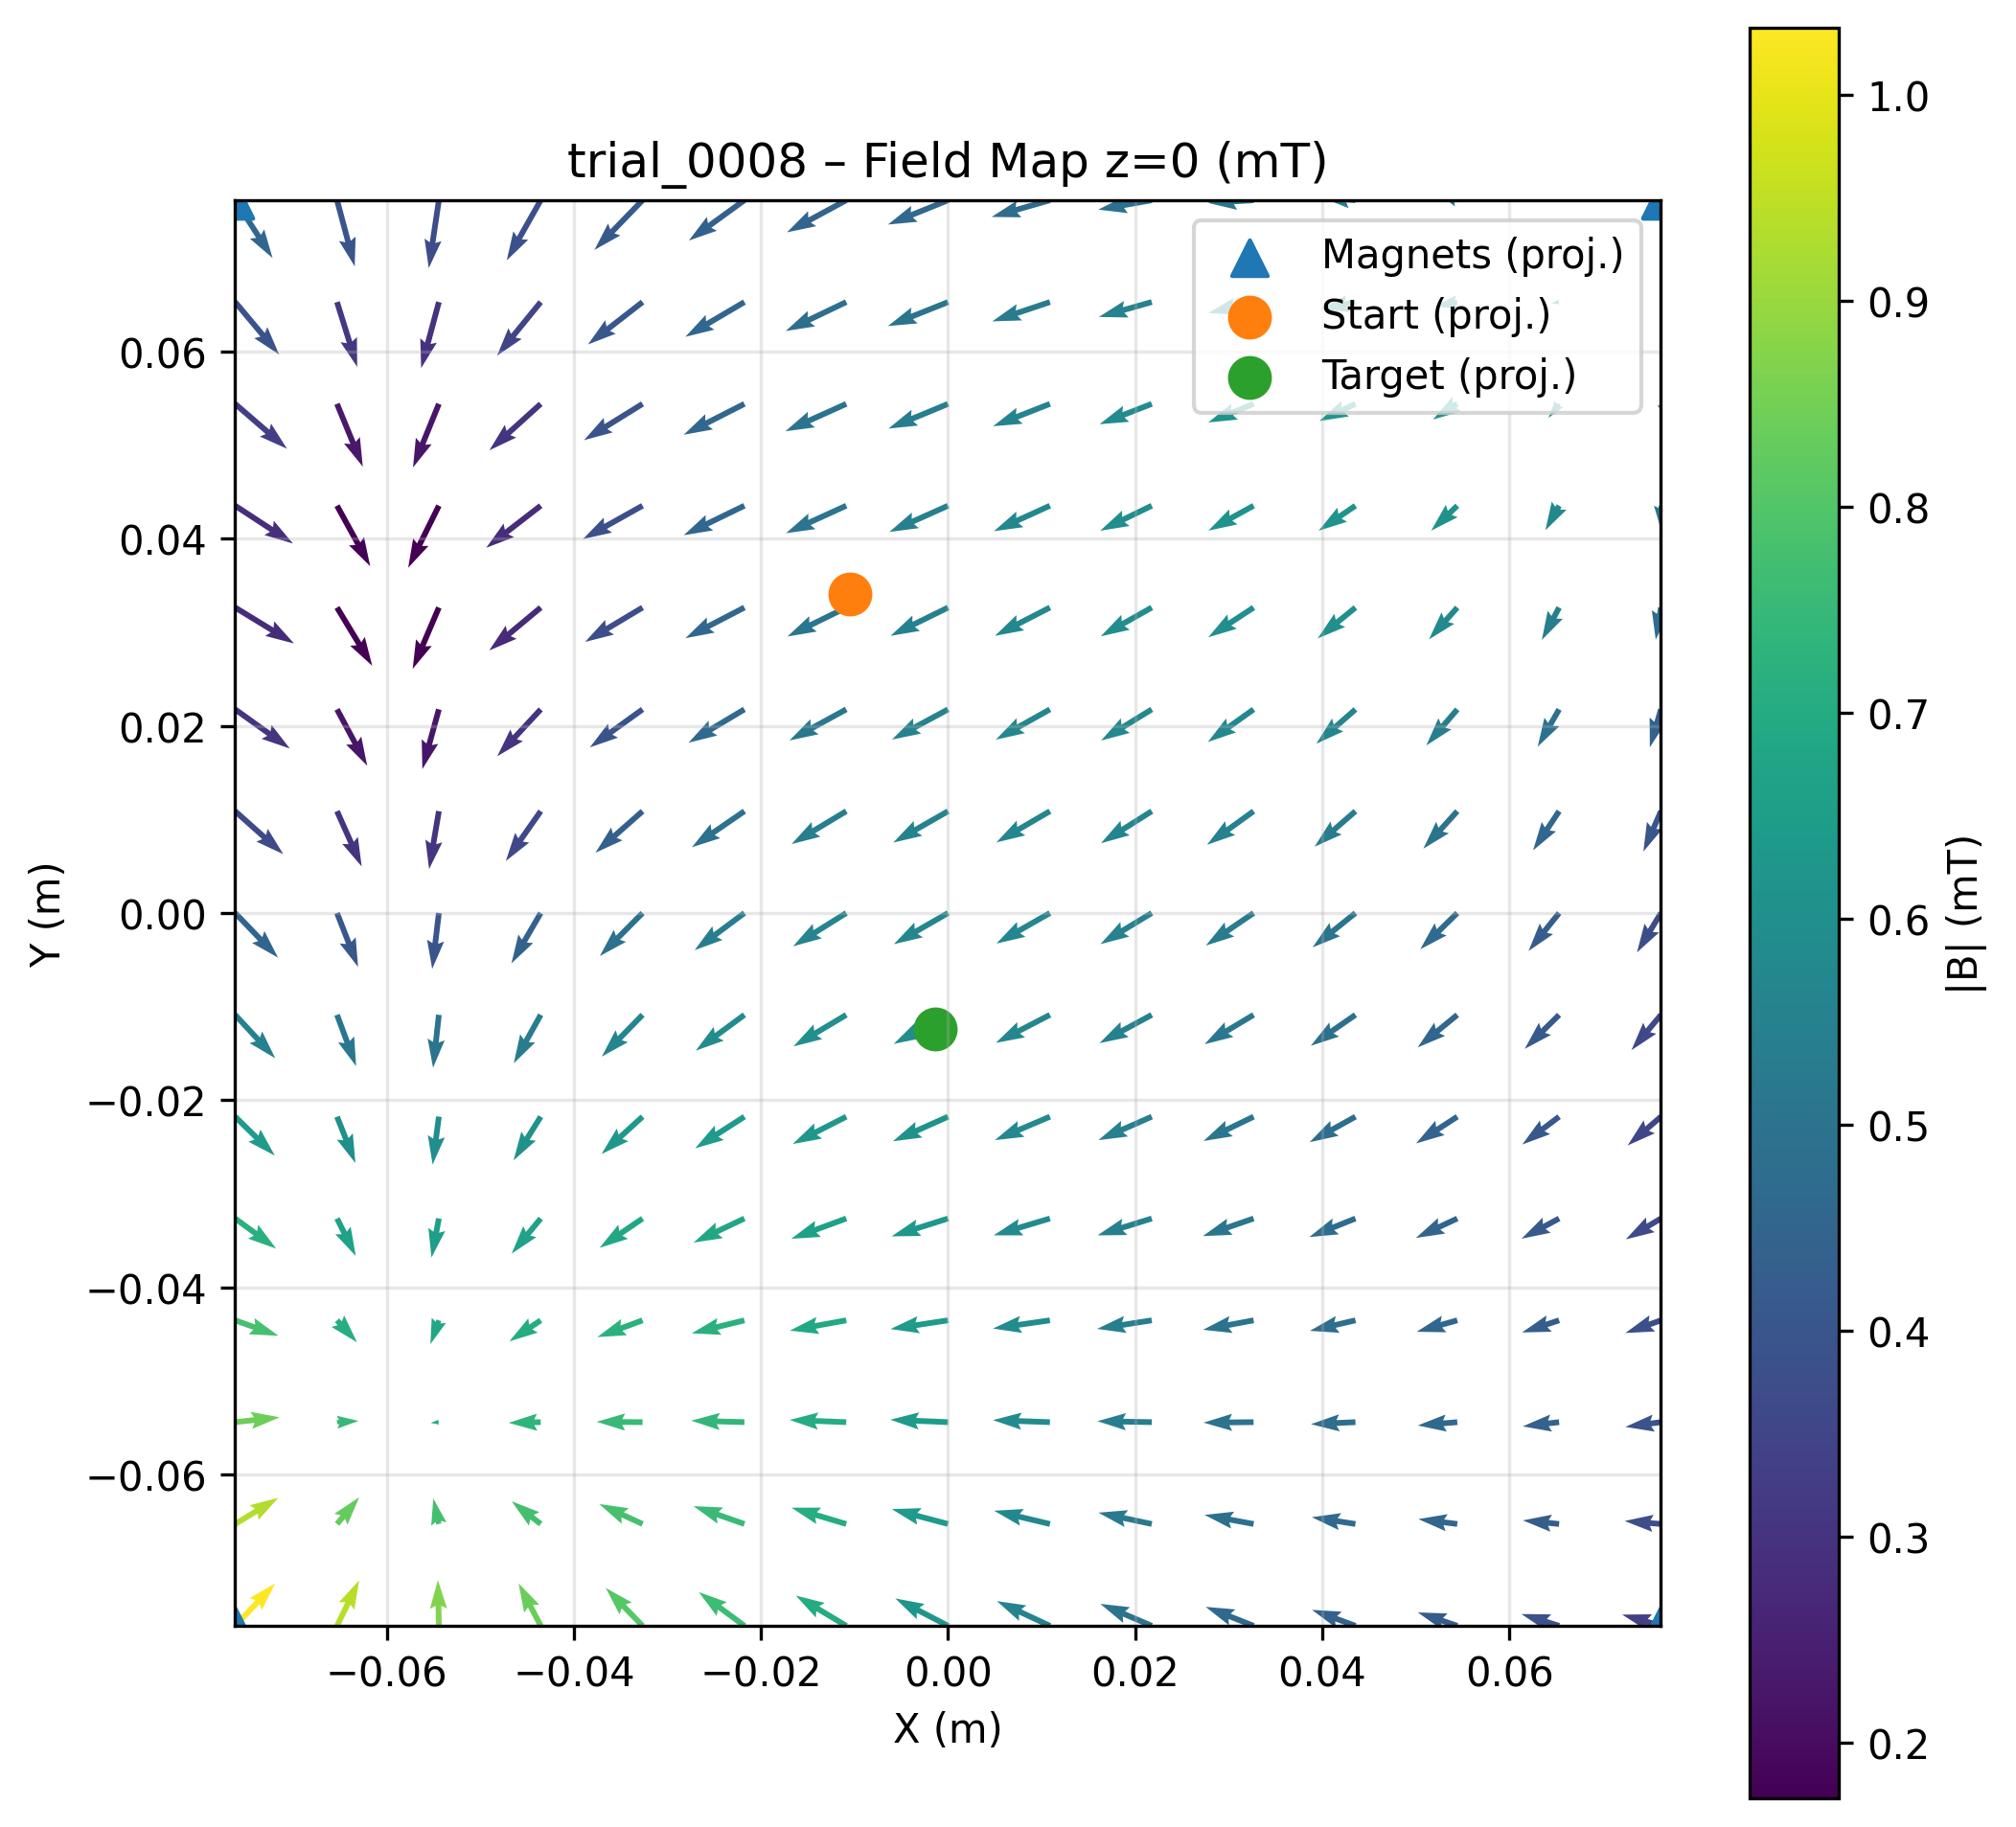 trial_0008 – Field Map z=0 (mT)
Magnets (proj.)
Start (proj.)
Target (proj.)
Y (m)
0.06
0.04
0.02
0.00
−0.02
−0.04
−0.06
−0.06 −0.04 −0.02 0.00 0.02 0.04 0.06
X (m)
1.0
0.9
0.8
0.7
0.6
0.5
0.4
0.3
0.2
|B| (mT)